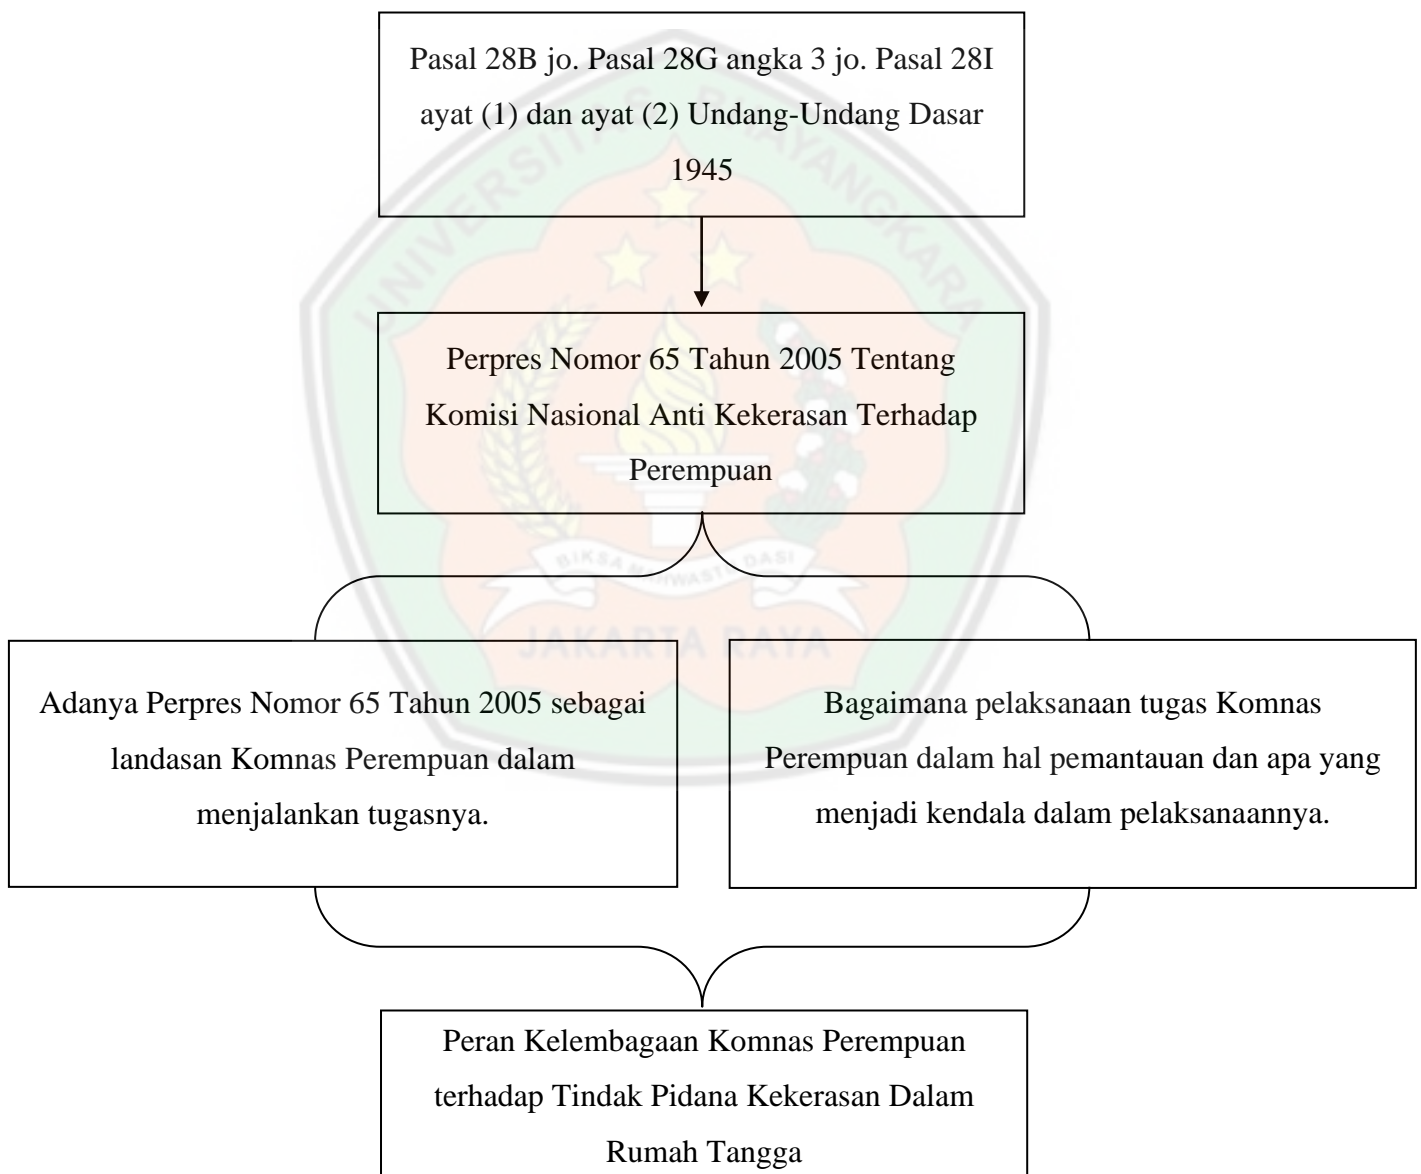 Pasal 28B jo. Pasal 28G angka 3 jo. Pasal 28I
ayat (1) dan ayat (2) Undang-Undang Dasar
1945
UNIVERSITAS BHAYANGKARA
Perpres Nomor 65 Tahun 2005 Tentang
Komisi Nasional Anti Kekerasan Terhadap
Perempuan
JAKARTA RAYA
Adanya Perpres Nomor 65 Tahun 2005 sebagai
landasan Komnas Perempuan dalam
menjalankan tugasnya.
Bagaimana pelaksanaan tugas Komnas
Perempuan dalam hal pemantauan dan apa yang
menjadi kendala dalam pelaksanaannya.
Peran Kelembagaan Komnas Perempuan
terhadap Tindak Pidana Kekerasan Dalam
Rumah Tangga